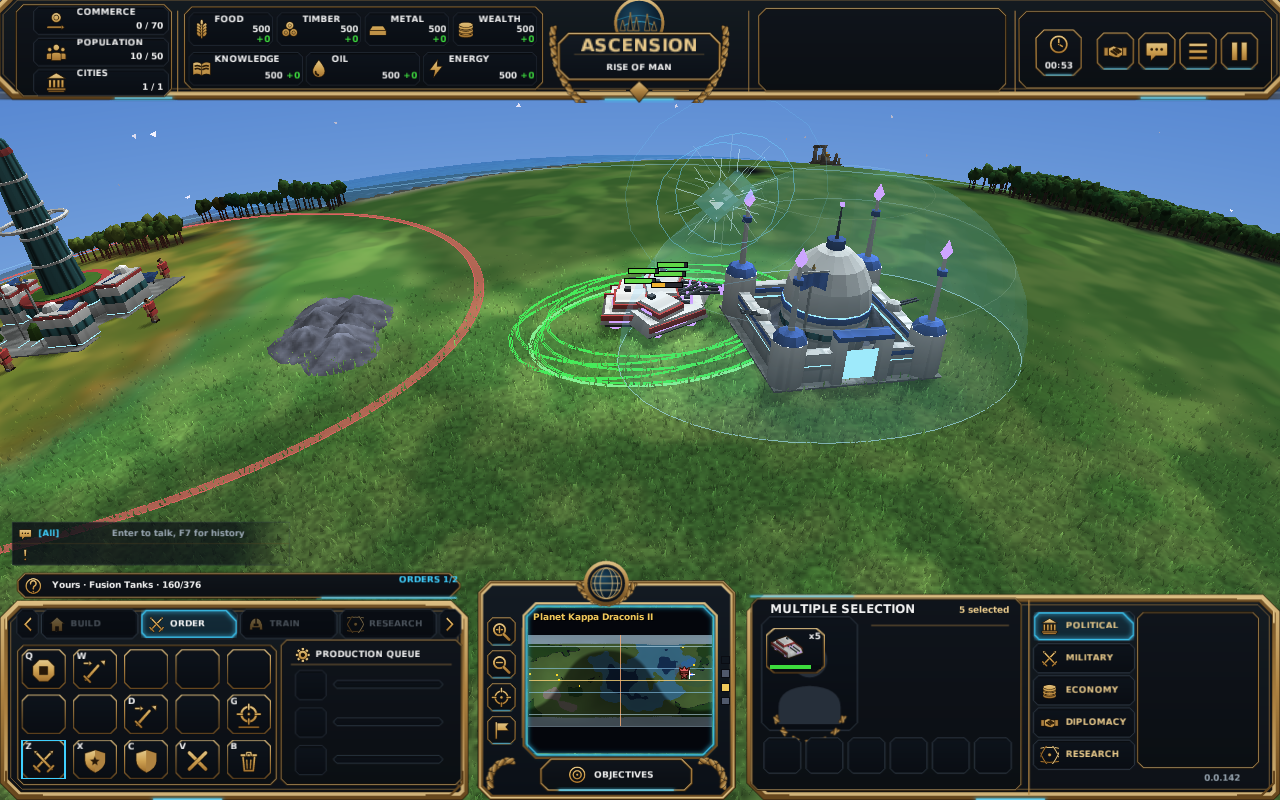 COMMERCE
0 / 70
POPULATION
10 / 50
CITIES
1 / 1
FOOD
500
+0
TIMBER
500
+0
METAL
500
+0
WEALTH
500
+0
KNOWLEDGE
500 +0
OIL
500 +0
ENERGY
500 +0
ASCENSION
RISE OF MAN
00:53
[All] Enter to talk, F7 for history
!
Yours · Fusion Tanks · 160/376
ORDERS 1/2
BUILD
ORDER
TRAIN
RESEARCH
Q
W
D
G
Z
X
C
V
B
PRODUCTION QUEUE
Planet Kappa Draconis II
OBJECTIVES
MULTIPLE SELECTION
5 selected
x5
POLITICAL
MILITARY
ECONOMY
DIPLOMACY
RESEARCH
0.0.142